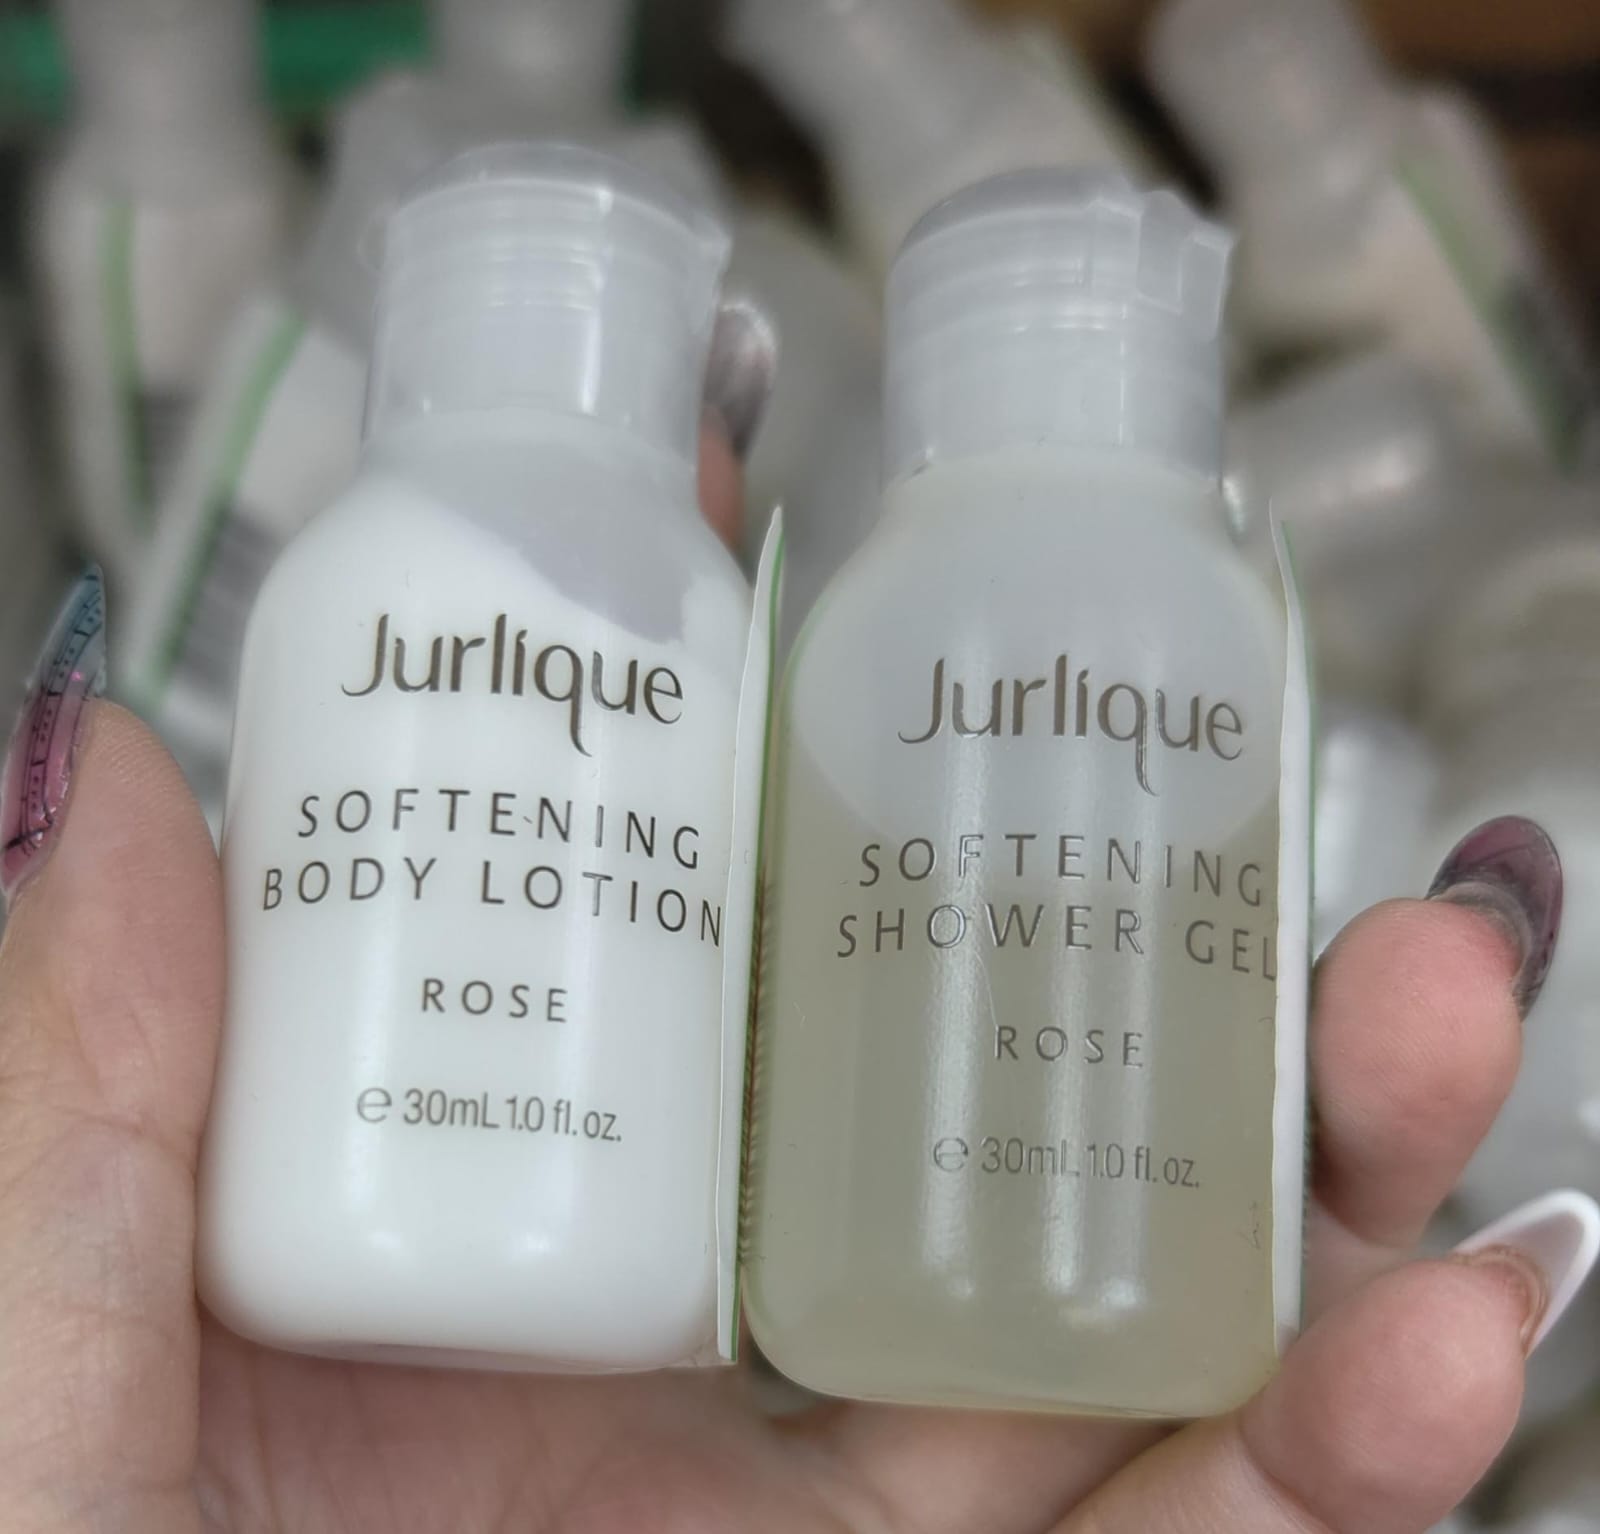 Jurlique
SOFTENING
BODY LOTION
ROSE
℮ 30mL 1.0 fl. oz.
Jurlique
SOFTENING
SHOWER GEL
ROSE
℮ 30mL 1.0 fl. oz.